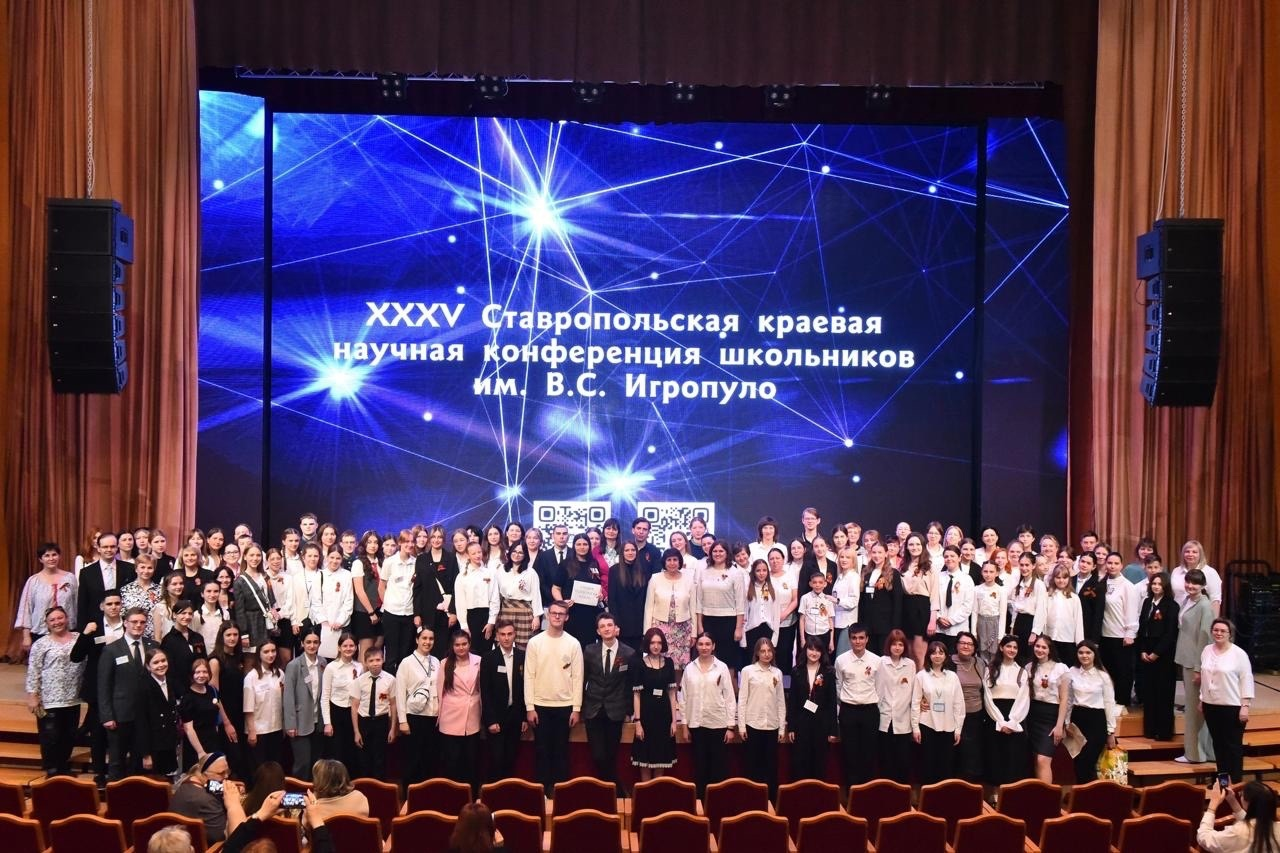 XXXV Ставропольская краевая
научная конференция школьников
им. В.С. Игропуло